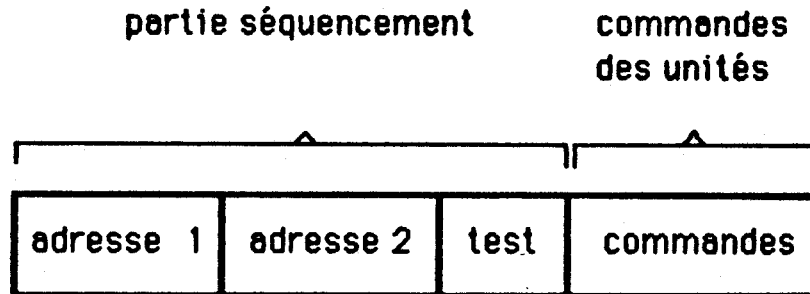 partie séquencement
commandes
des unités
adresse 1
adresse 2
test
commandes